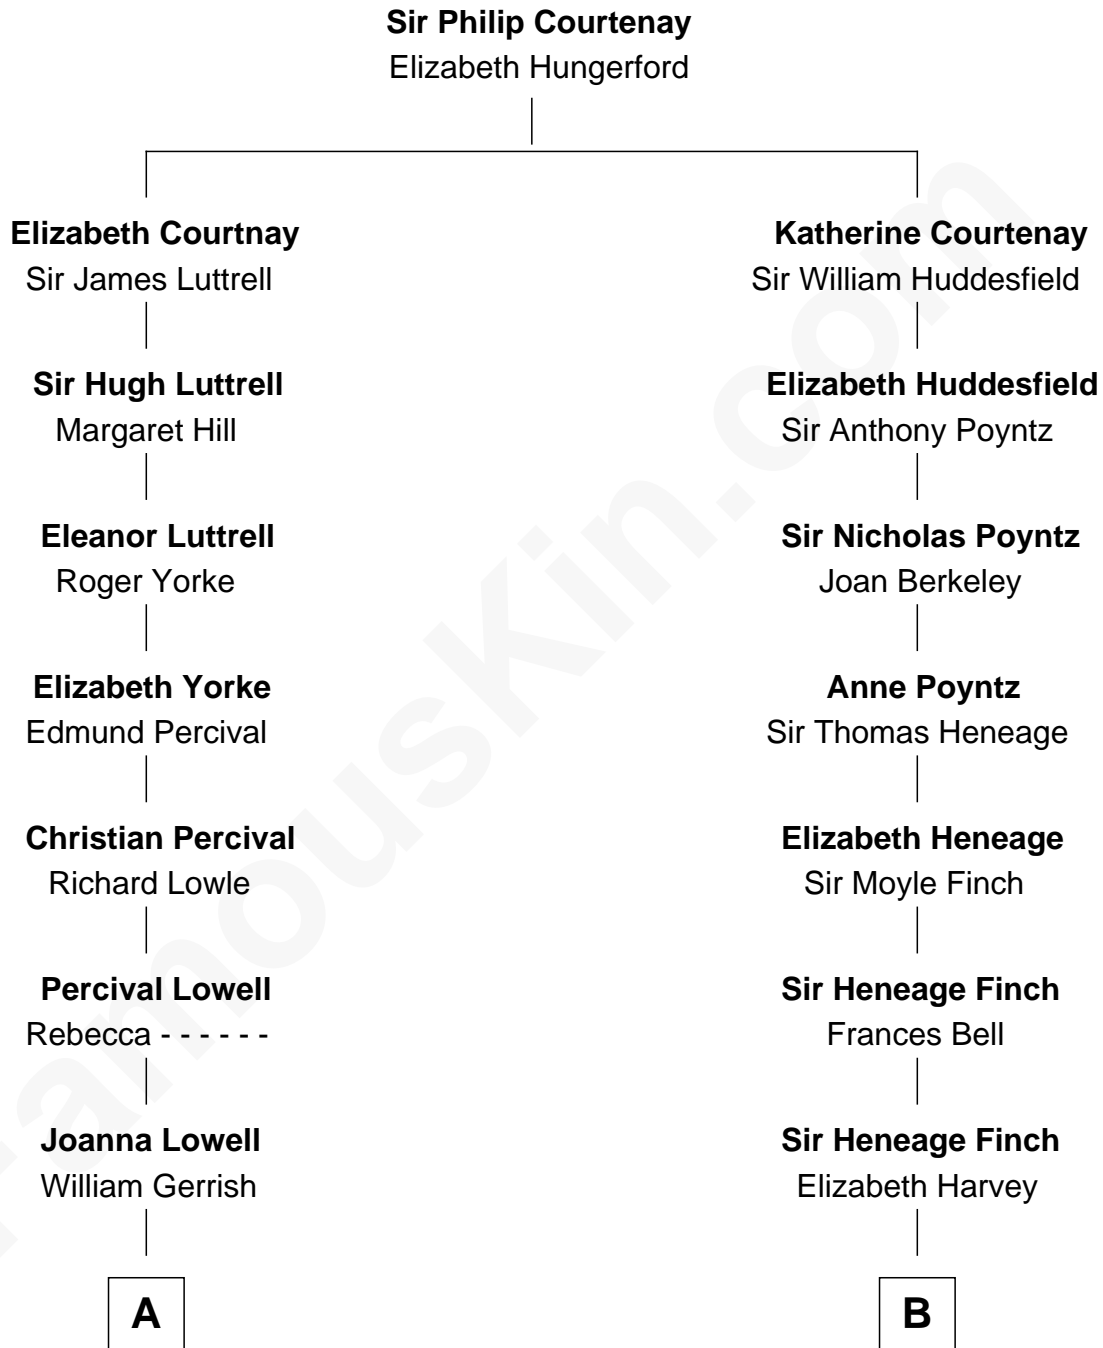 Sir Philip Courtenay
Elizabeth Hungerford
Elizabeth Courtnay
Sir James Luttrell
Sir Hugh Luttrell
Margaret Hill
Eleanor Luttrell
Roger Yorke
Elizabeth Yorke
Edmund Percival
Christian Percival
Richard Lowle
Percival Lowell
Rebecca - - - - - -
Joanna Lowell
William Gerrish
A
Katherine Courtenay
Sir William Huddesfield
Elizabeth Huddesfield
Sir Anthony Poyntz
Sir Nicholas Poyntz
Joan Berkeley
Anne Poyntz
Sir Thomas Heneage
Elizabeth Heneage
Sir Moyle Finch
Sir Heneage Finch
Frances Bell
Sir Heneage Finch
Elizabeth Harvey
B
FamousKin.com